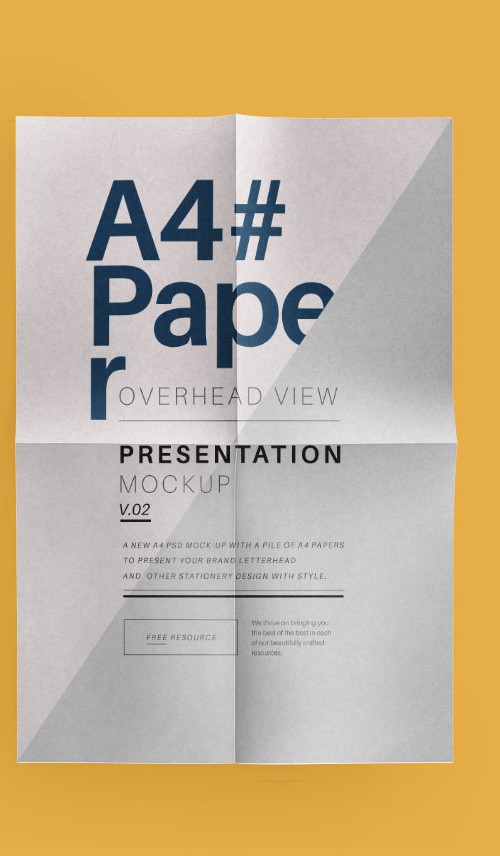 A4#
Pape
r
OVERHEAD VIEW
PRESENTATION
MOCKUP
V.02
A NEW A4 PSD MOCK-UP WITH A PILE OF A4 PAPERS
TO PRESENT YOUR BRAND LETTERHEAD
AND OTHER STATIONERY DESIGN WITH STYLE.
FREE RESOURCE
We thrive on bringing you
the best of the best in each
of our beautifully crafted
resources.